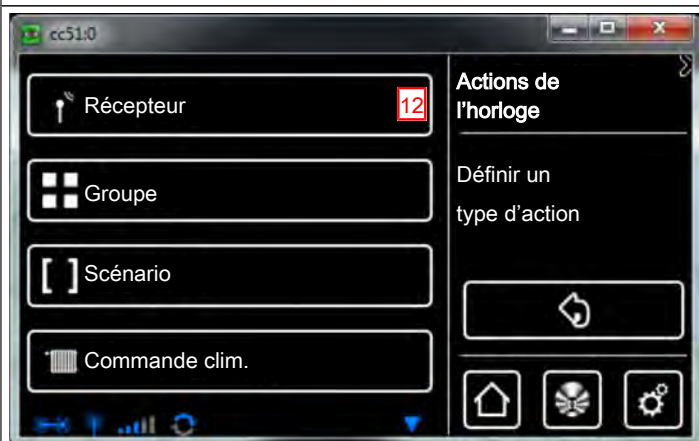 cc51:0
Récepteur 12
Groupe
Scénario
Commande clim.
Actions de
l'horloge
Définir un
type d'action